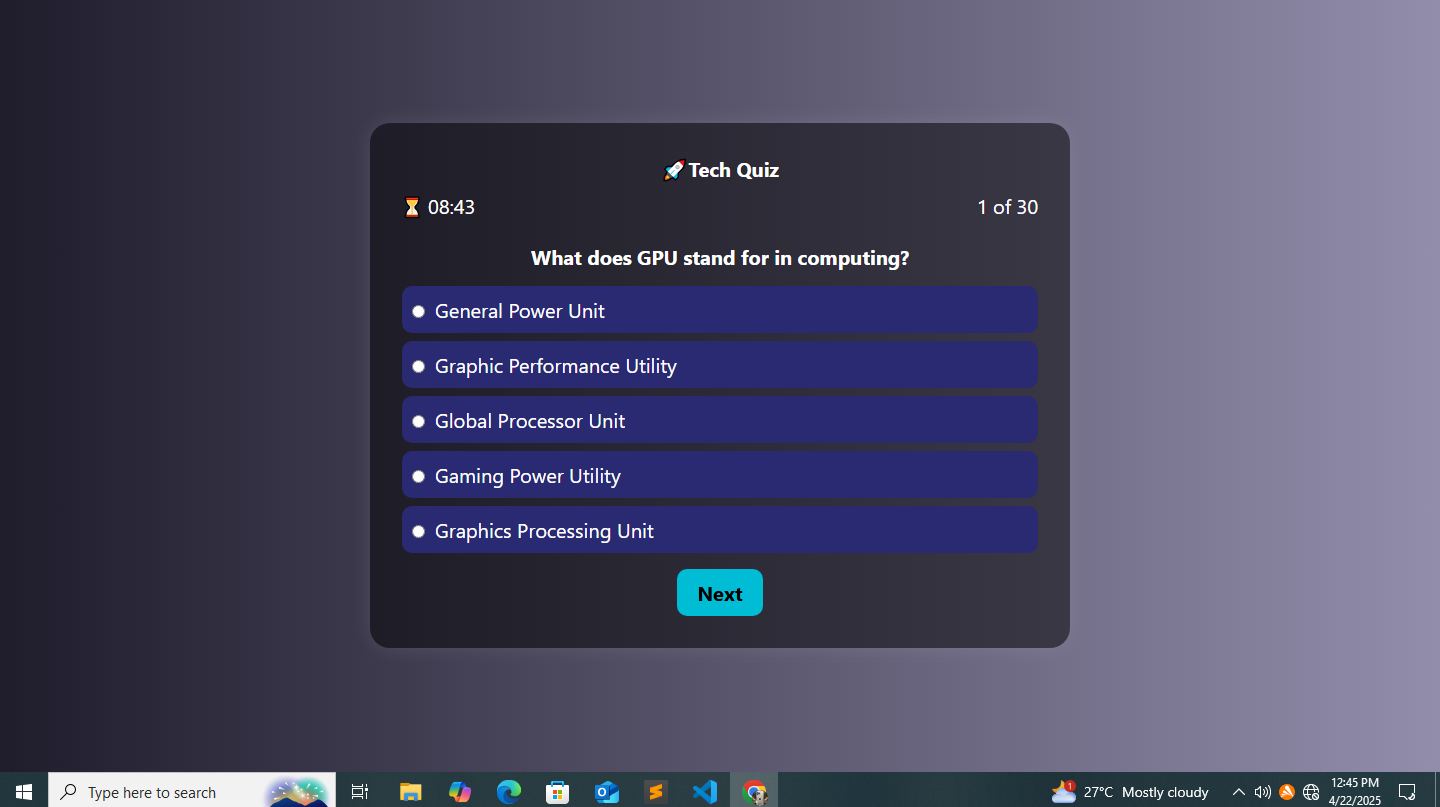 🚀Tech Quiz
⏳ 08:43
1 of 30
What does GPU stand for in computing?
General Power Unit
Graphic Performance Utility
Global Processor Unit
Gaming Power Utility
Graphics Processing Unit
Next
Type here to search
1
27°C Mostly cloudy
12:45 PM
4/22/2025